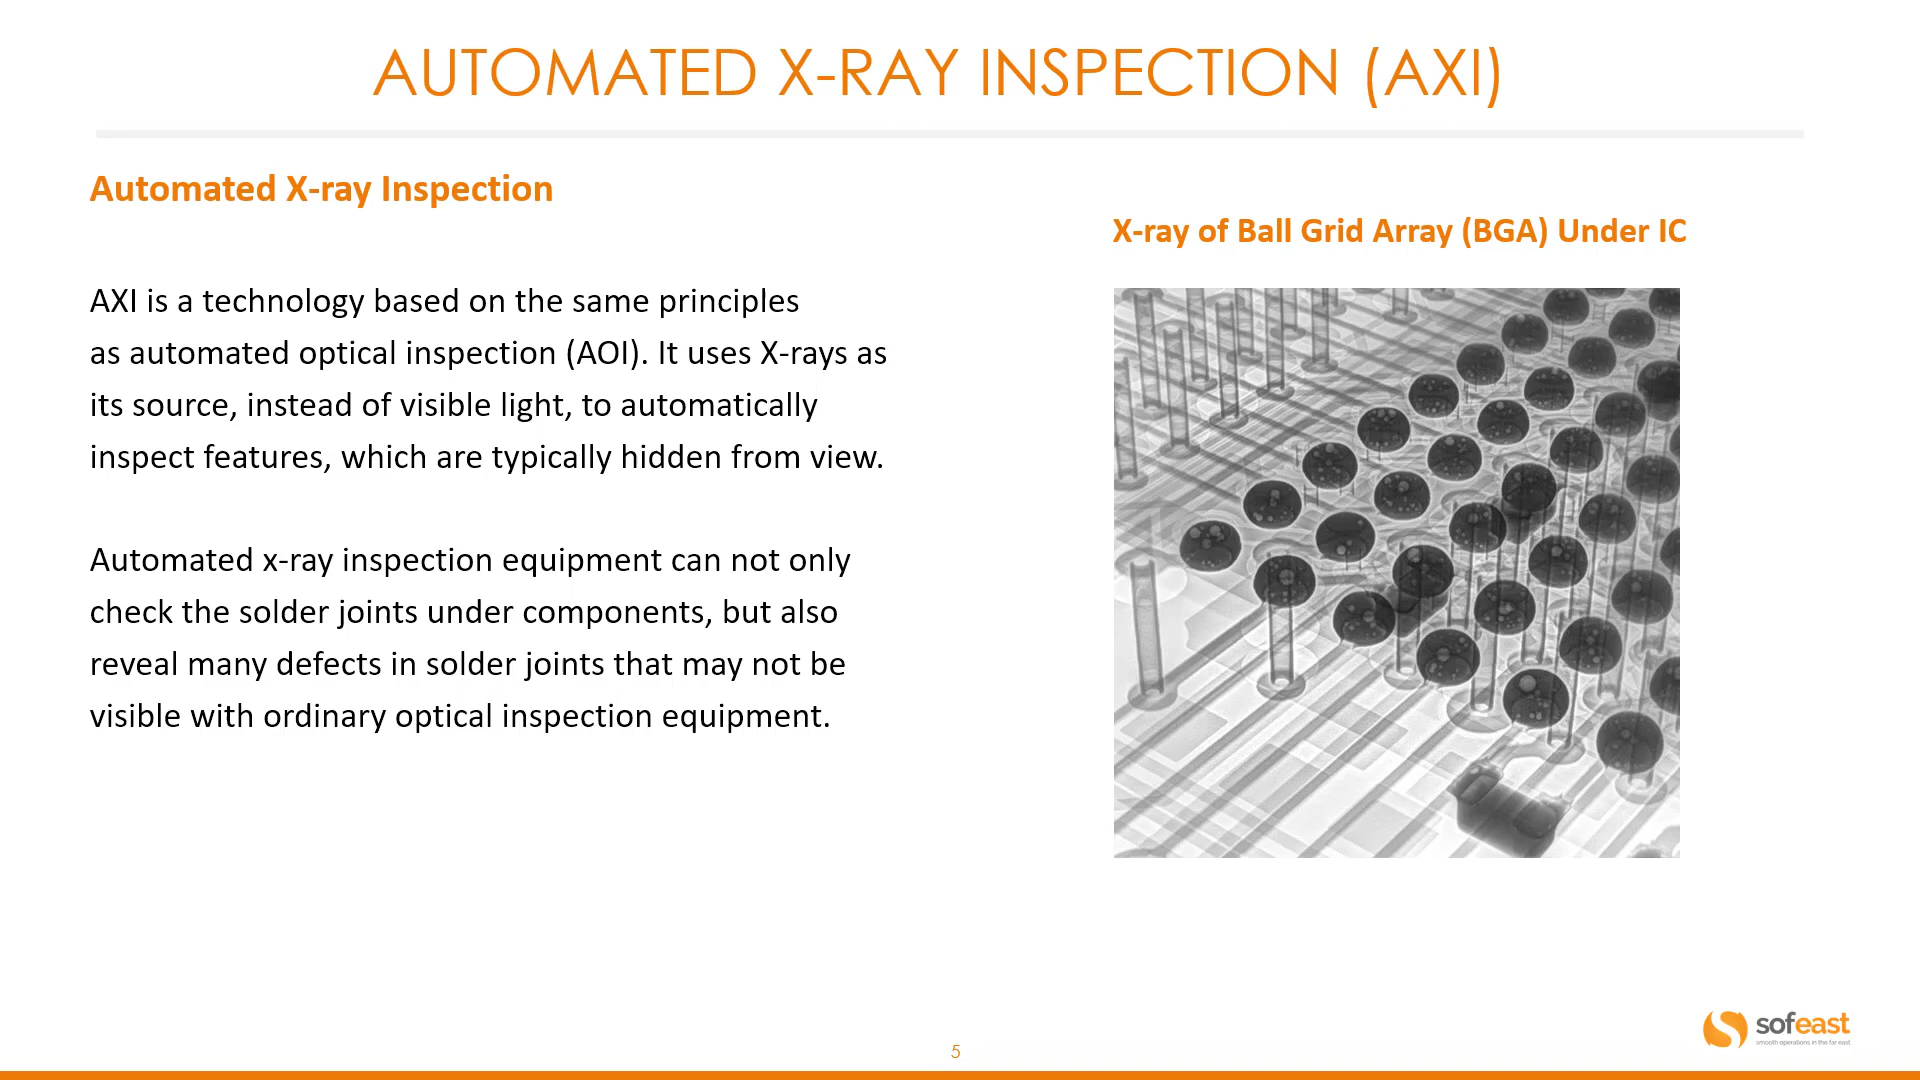 AUTOMATED X-RAY INSPECTION (AXI)
Automated X-ray Inspection
AXI is a technology based on the same principles
as automated optical inspection (AOI). It uses X-rays as
its source, instead of visible light, to automatically
inspect features, which are typically hidden from view.
Automated x-ray inspection equipment can not only
check the solder joints under components, but also
reveal many defects in solder joints that may not be
visible with ordinary optical inspection equipment.
X-ray of Ball Grid Array (BGA) Under IC
5
sofeast
smooth operations in the far east